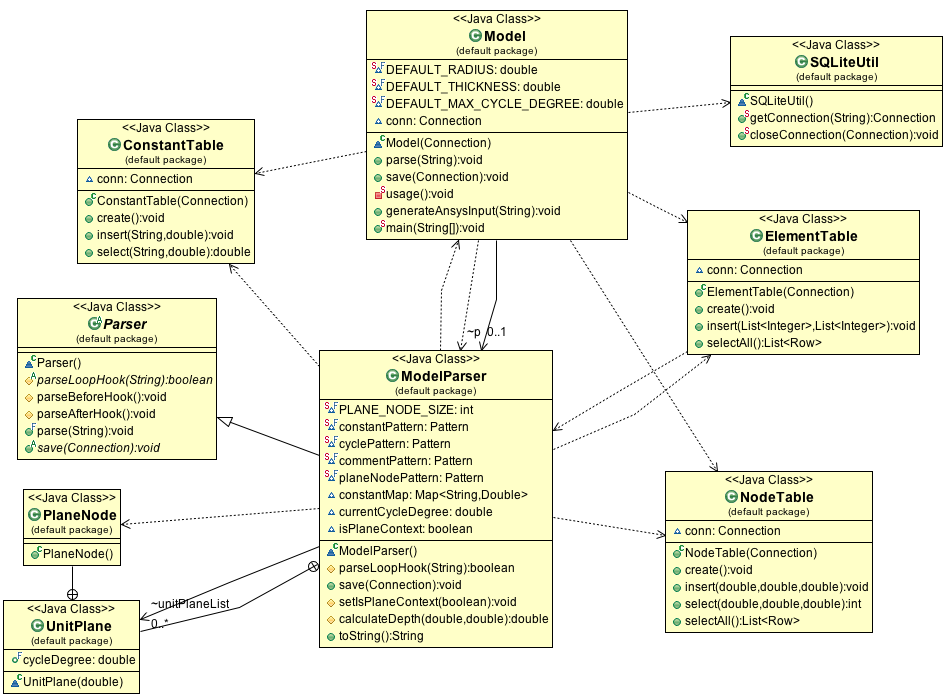 <<Java Class>>
Model
(default package)
DEFAULT_RADIUS: double
DEFAULT_THICKNESS: double
DEFAULT_MAX_CYCLE_DEGREE: double
conn: Connection
Model(Connection)
parse(String):void
save(Connection):void
usage():void
generateAnsysInput(String):void
main(String[]):void
<<Java Class>>
SQLiteUtil
(default package)
SQLiteUtil()
getConnection(String):Connection
closeConnection(Connection):void
<<Java Class>>
ConstantTable
(default package)
conn: Connection
ConstantTable(Connection)
create():void
insert(String,double):void
select(String,double):double
<<Java Class>>
ElementTable
(default package)
conn: Connection
ElementTable(Connection)
create():void
insert(List<Integer>,List<Integer>):void
selectAll():List<Row>
<<Java Class>>
Parser
(default package)
Parser()
parseLoopHook(String):boolean
parseBeforeHook():void
parseAfterHook():void
parse(String):void
save(Connection):void
~p 0..1
<<Java Class>>
ModelParser
(default package)
PLANE_NODE_SIZE: int
constantPattern: Pattern
cyclePattern: Pattern
commentPattern: Pattern
planeNodePattern: Pattern
constantMap: Map<String,Double>
currentCycleDegree: double
isPlaneContext: boolean
ModelParser()
parseLoopHook(String):boolean
save(Connection):void
setIsPlaneContext(boolean):void
calculateDepth(double,double):double
toString():String
<<Java Class>>
NodeTable
(default package)
conn: Connection
NodeTable(Connection)
create():void
insert(double,double,double):void
select(double,double,double):int
selectAll():List<Row>
<<Java Class>>
PlaneNode
(default package)
PlaneNode()
~unitPlaneList
0..*
<<Java Class>>
UnitPlane
(default package)
cycleDegree: double
UnitPlane(double)